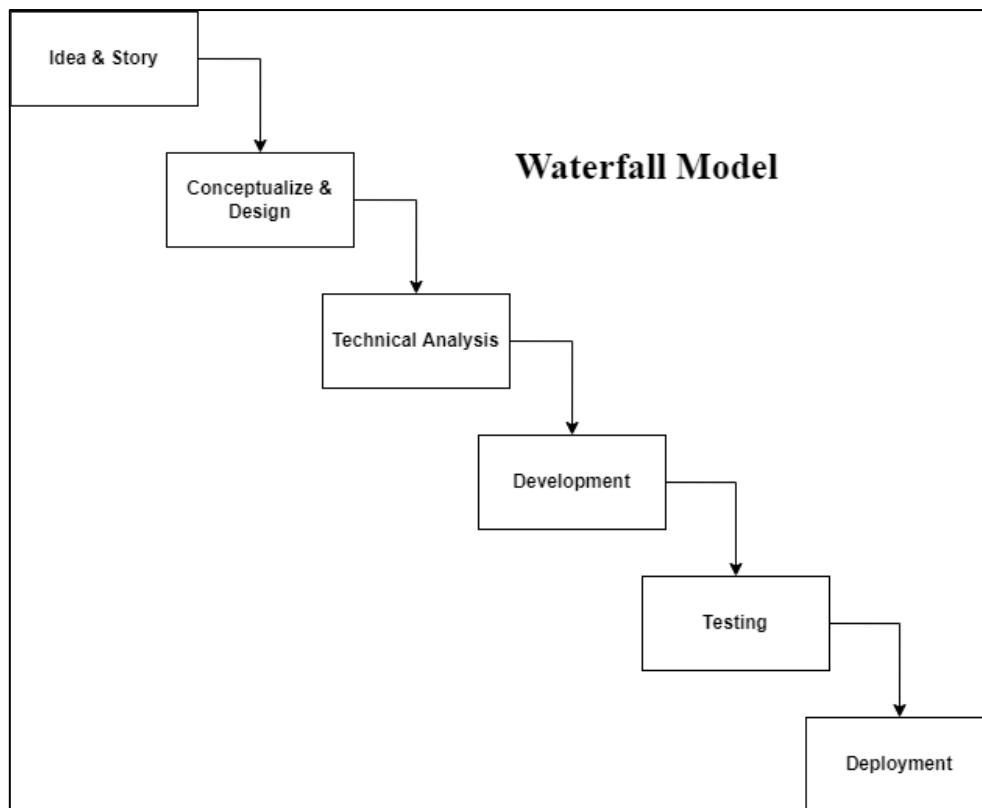 Idea & Story
Waterfall Model
Conceptualize &
Design
Technical Analysis
Development
Testing
Deployment